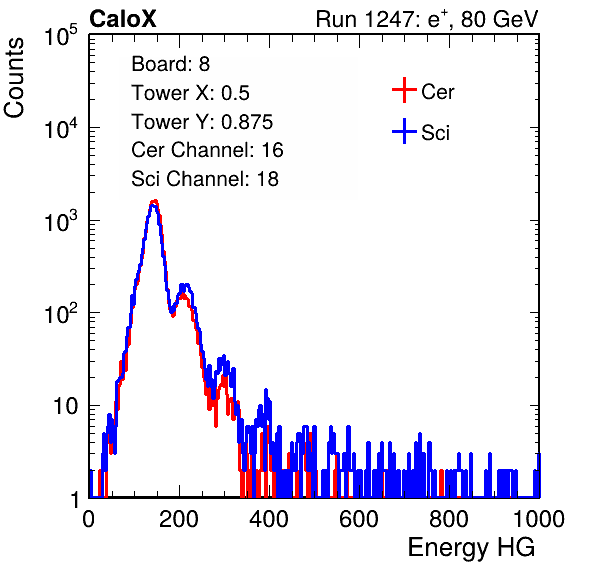 CaloX Run 1247: e⁺, 80 GeV
Counts
Board: 8
Tower X: 0.5
Tower Y: 0.875
Cer Channel: 16
Sci Channel: 18
Cer
Sci
10⁵
10⁴
10³
10²
10
1
0 200 400 600 800 1000
Energy HG